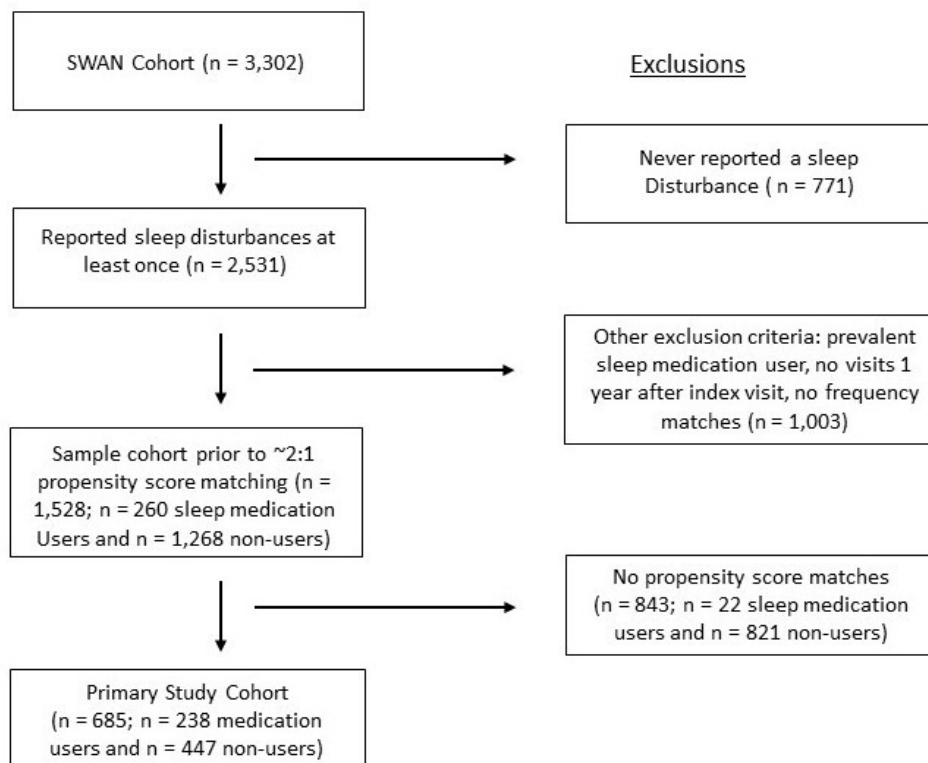 SWAN Cohort (n = 3,302)
Exclusions
Never reported a sleep
Disturbance ( n = 771)
Reported sleep disturbances at
least once (n = 2,531)
Other exclusion criteria: prevalent
sleep medication user, no visits 1
year after index visit, no frequency
matches (n = 1,003)
Sample cohort prior to ~2:1
propensity score matching (n =
1,528; n = 260 sleep medication
Users and n = 1,268 non-users)
No propensity score matches
(n = 843; n = 22 sleep medication
users and n = 821 non-users)
Primary Study Cohort
(n = 685; n = 238 medication
users and n = 447 non-users)